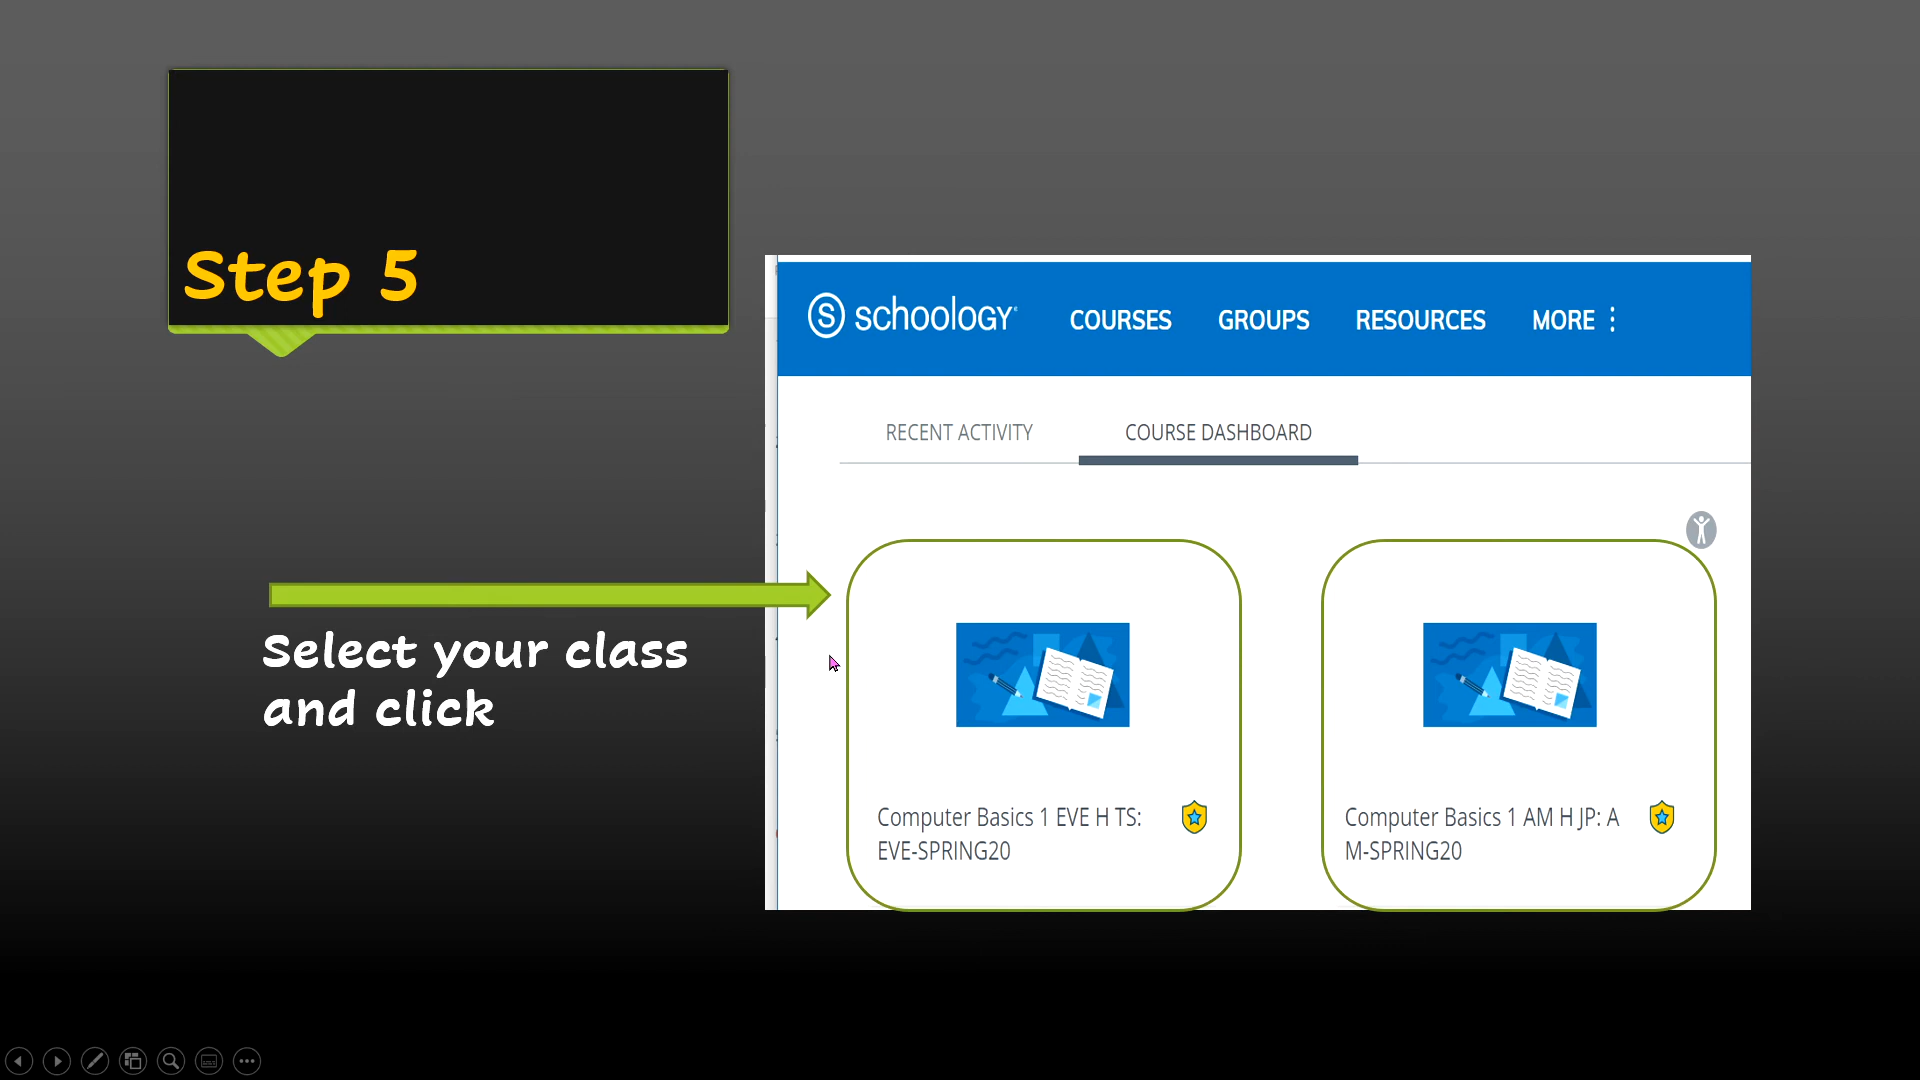 Step 5
schoology
COURSES GROUPS RESOURCES MORE
RECENT ACTIVITY COURSE DASHBOARD
Select your class
and click
Computer Basics 1 EVE H TS:
EVE-SPRING20
Computer Basics 1 AM H JP: A
M-SPRING20